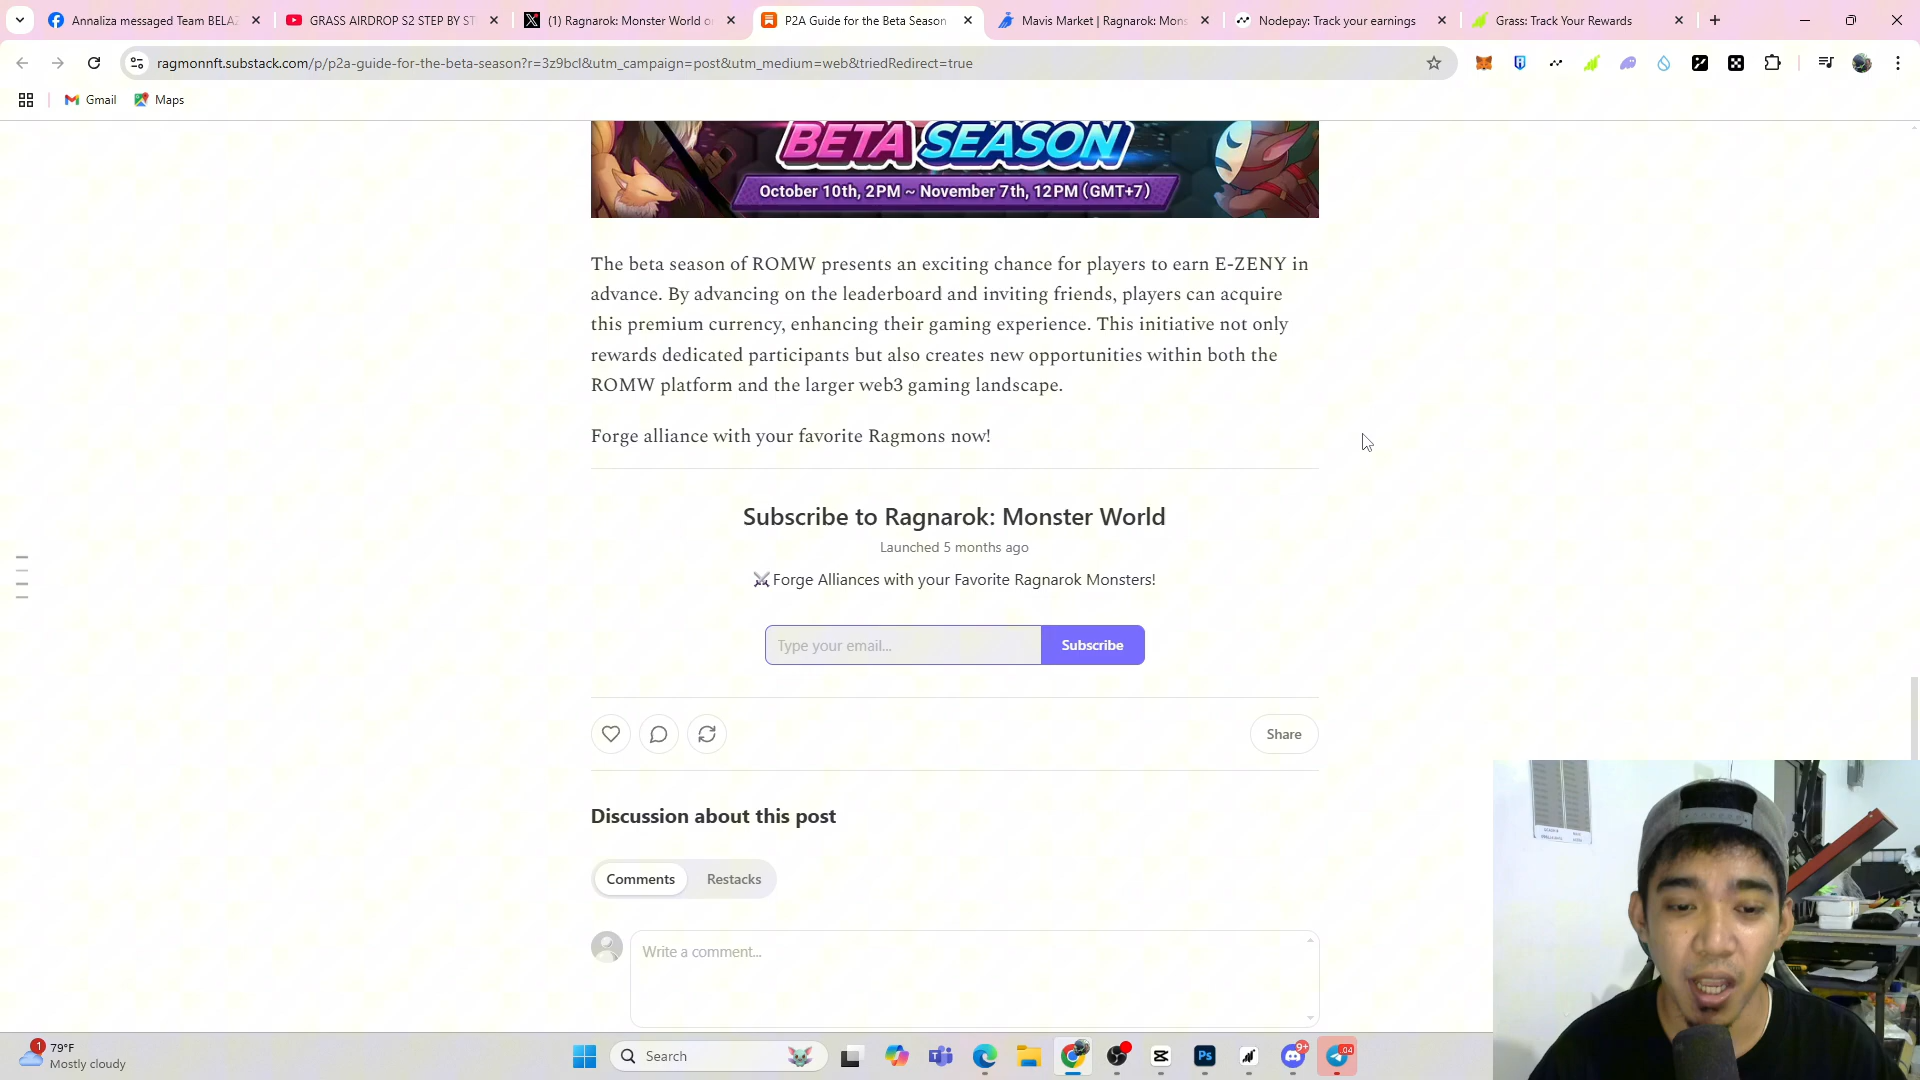 Annaliza messaged Team BELA
GRASS AIRDROP S2 STEP BY ST
(1) Ragnarok: Monster World o
P2A Guide for the Beta Season
Mavis Market | Ragnarok: Mons
Nodepay: Track your earnings
Grass: Track Your Rewards
ragmonnft.substack.com/p/p2a-guide-for-the-beta-season?r=3z9bcl&utm_campaign=post&utm_medium=web&triedRedirect=true
Gmail
Maps
BETA SEASON
October 10th, 2PM ~ November 7th, 12PM (GMT+7)
The beta season of ROMW presents an exciting chance for players to earn E-ZENY in
advance. By advancing on the leaderboard and inviting friends, players can acquire
this premium currency, enhancing their gaming experience. This initiative not only
rewards dedicated participants but also creates new opportunities within both the
ROMW platform and the larger web3 gaming landscape.
Forge alliance with your favorite Ragmons now!
Subscribe to Ragnarok: Monster World
Launched 5 months ago
⚔️Forge Alliances with your Favorite Ragnarok Monsters!
Type your email...
Subscribe
Share
Discussion about this post
Comments
Restacks
Write a comment...
1
79°F
Mostly cloudy
Search
Ps
9+
04